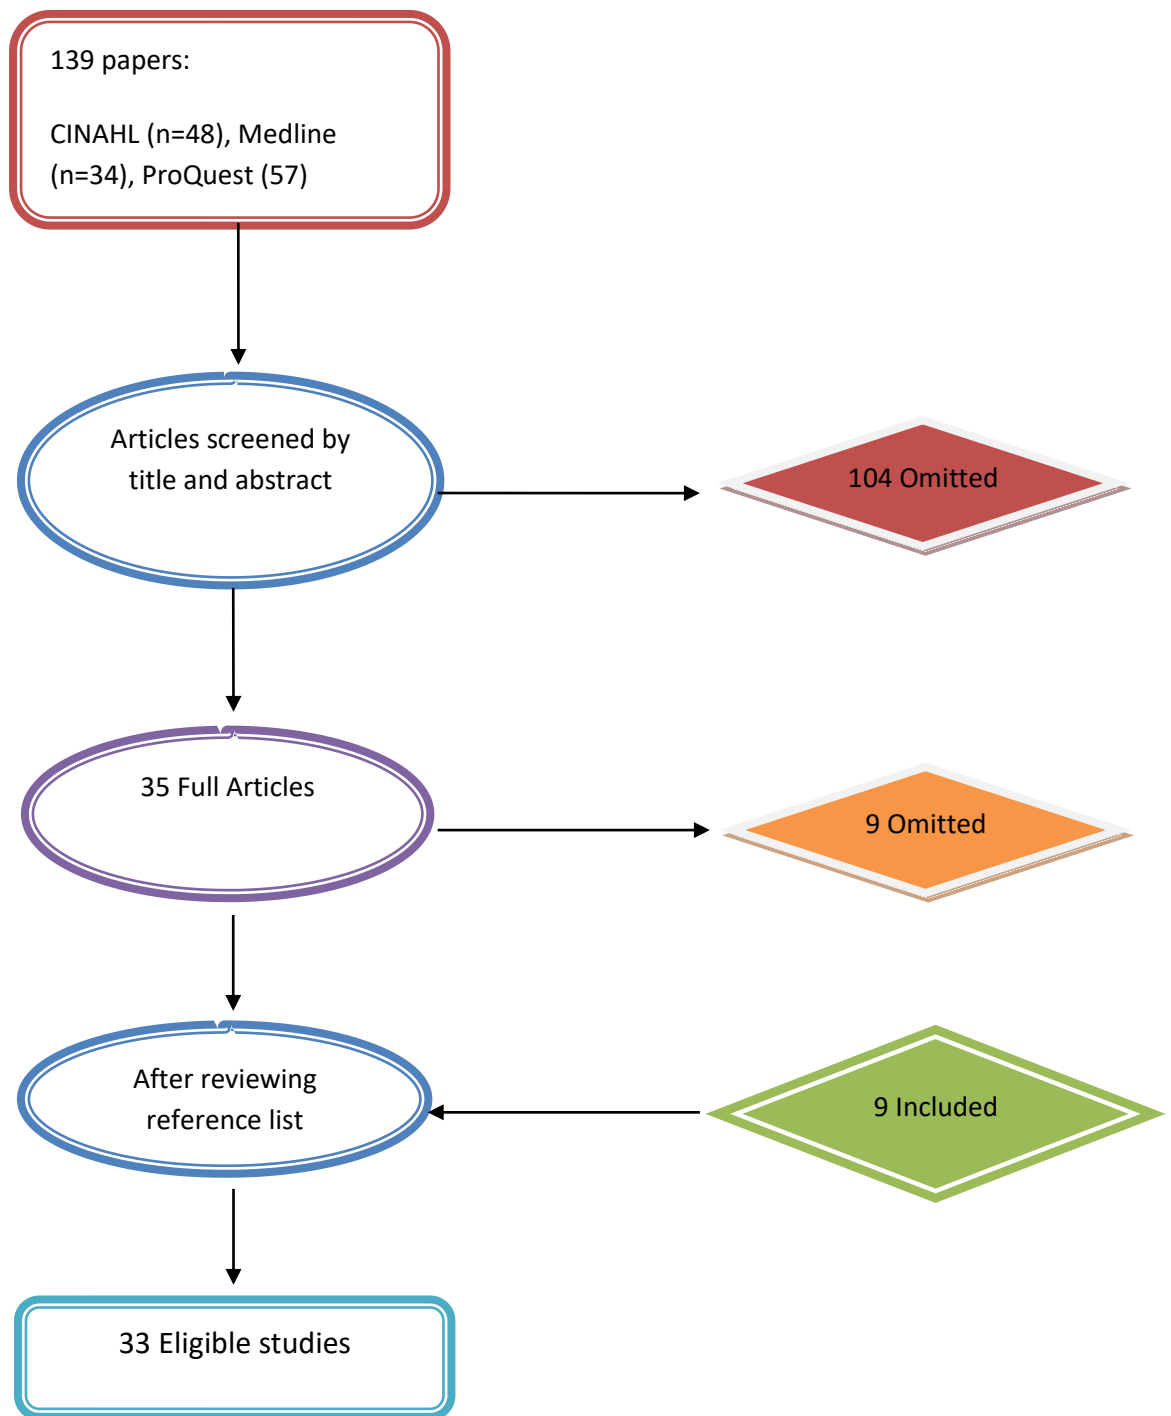 139 papers:
CINAHL (n=48), Medline
(n=34), ProQuest (57)
Articles screened by
title and abstract
104 Omitted
35 Full Articles
9 Omitted
After reviewing
reference list
9 Included
33 Eligible studies